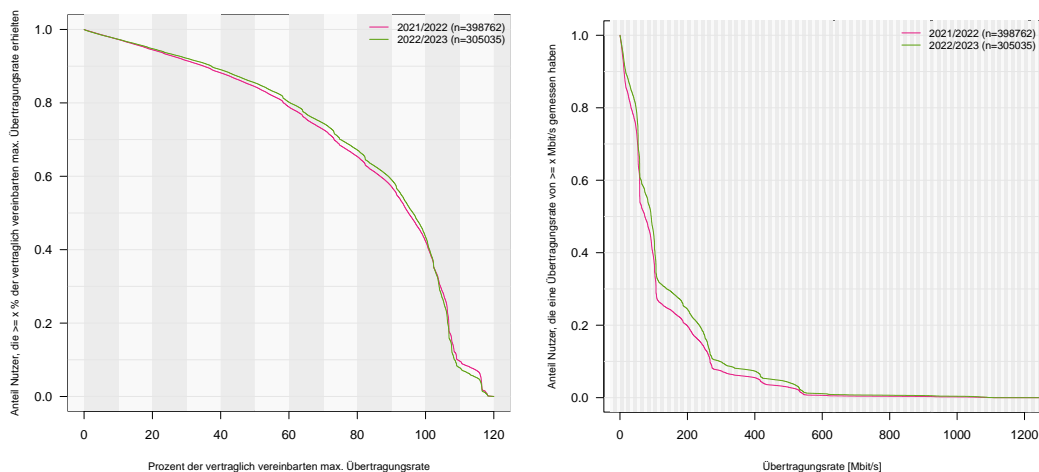 2021/2022 (n=398762)
2022/2023 (n=305035)
Anteil Nutzer, die >= x % der vertraglich vereinbarten max. Übertragungsrate erhielten
1.0
0.8
0.6
0.4
0.2
0.0
0 20 40 60 80 100 120
Prozent der vertraglich vereinbarten max. Übertragungsrate
2021/2022 (n=398762)
2022/2023 (n=305035)
Anteil Nutzer, die eine Übertragungsrate von >= x Mbit/s gemessen haben
1.0
0.8
0.6
0.4
0.2
0.0
0 200 400 600 800 1000 1200
Übertragungsrate [Mbit/s]